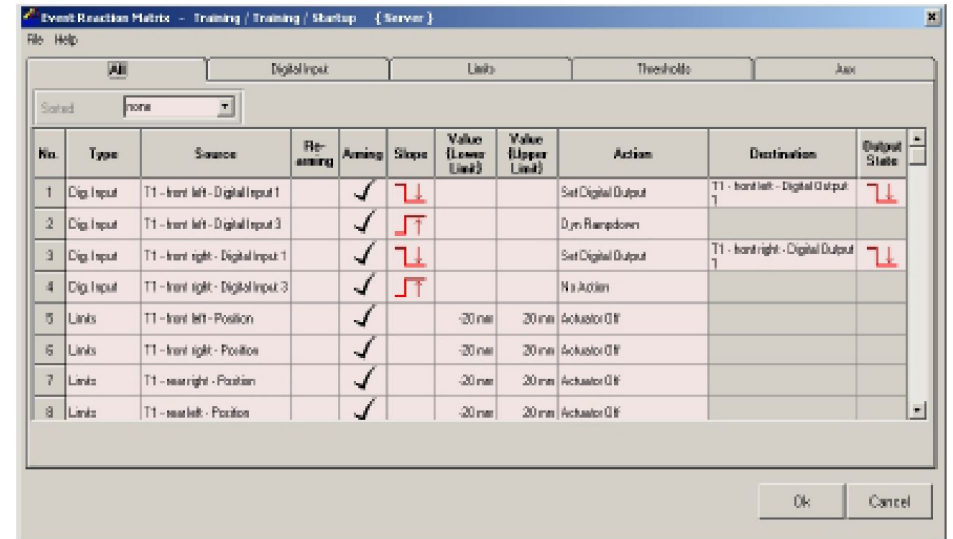 Event Reaction Matrix - Training / Training / Startup { Server }
File Help
All Digital Input Limits Thresholds Aux
Sorted none
No. Type Source Re-arming Arming Slope Value {Lower Limit} Value {Upper Limit} Action Destination Output State
1 Dig. Input T1 - front left - Digital Input 1 Set Digital Output T1 - front left - Digital Output 1
2 Dig. Input T1 - front left - Digital Input 3 Dyn Rampdown
3 Dig. Input T1 - front right - Digital Input 1 Set Digital Output T1 - front right - Digital Output 1
4 Dig. Input T1 - front right - Digital Input 3 No Action
5 Limits T1 - front left - Position -20 mm 20 mm Actuator Off
6 Limits T1 - front right - Position -20 mm 20 mm Actuator Off
7 Limits T1 - rear right - Position -20 mm 20 mm Actuator Off
8 Limits T1 - rear left - Position -20 mm 20 mm Actuator Off
Ok Cancel